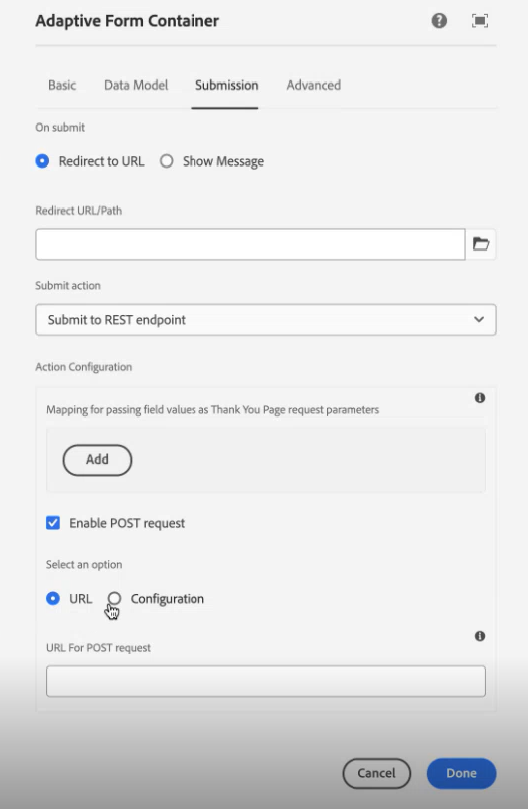 Adaptive Form Container
Basic Data Model Submission Advanced
On submit
Redirect to URL Show Message
Redirect URL/Path
Submit action
Submit to REST endpoint
Action Configuration
Mapping for passing field values as Thank You Page request parameters
Add
Enable POST request
Select an option
URL Configuration
URL For POST request
Cancel Done